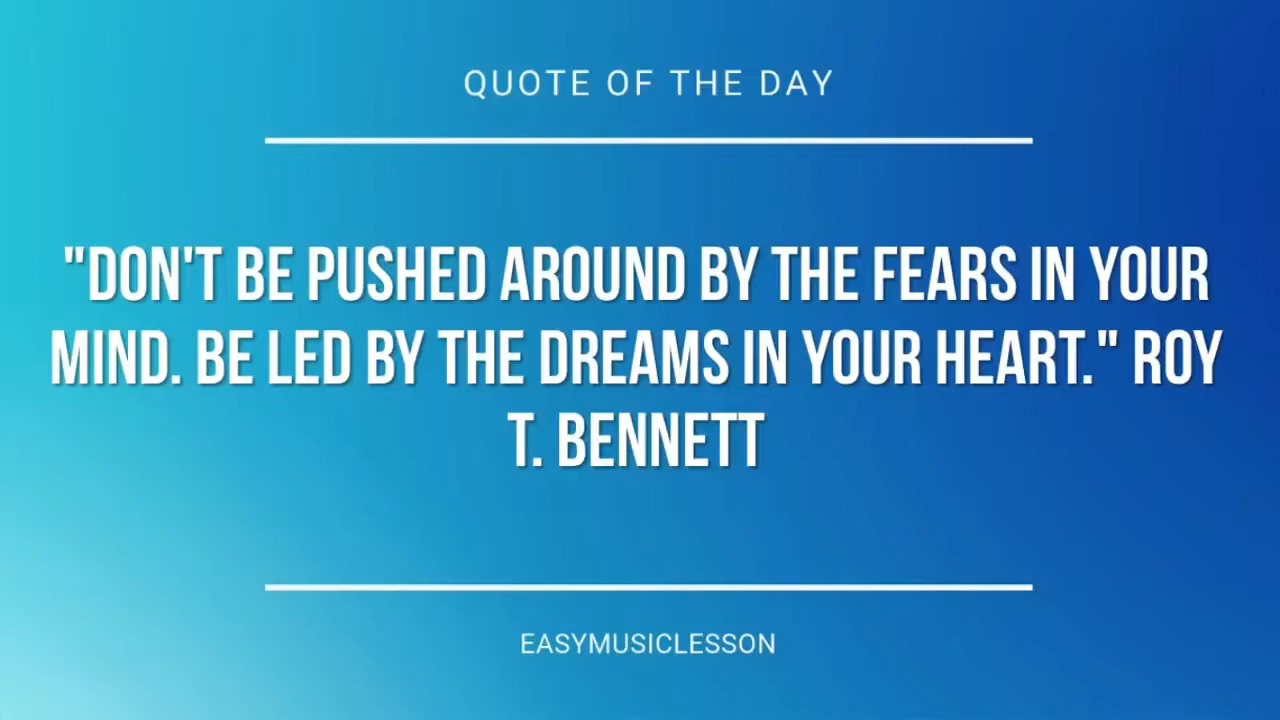 QUOTE OF THE DAY
"DON'T BE PUSHED AROUND BY THE FEARS IN YOUR
MIND. BE LED BY THE DREAMS IN YOUR HEART." ROY
T. BENNETT
EASYMUSICLESSON